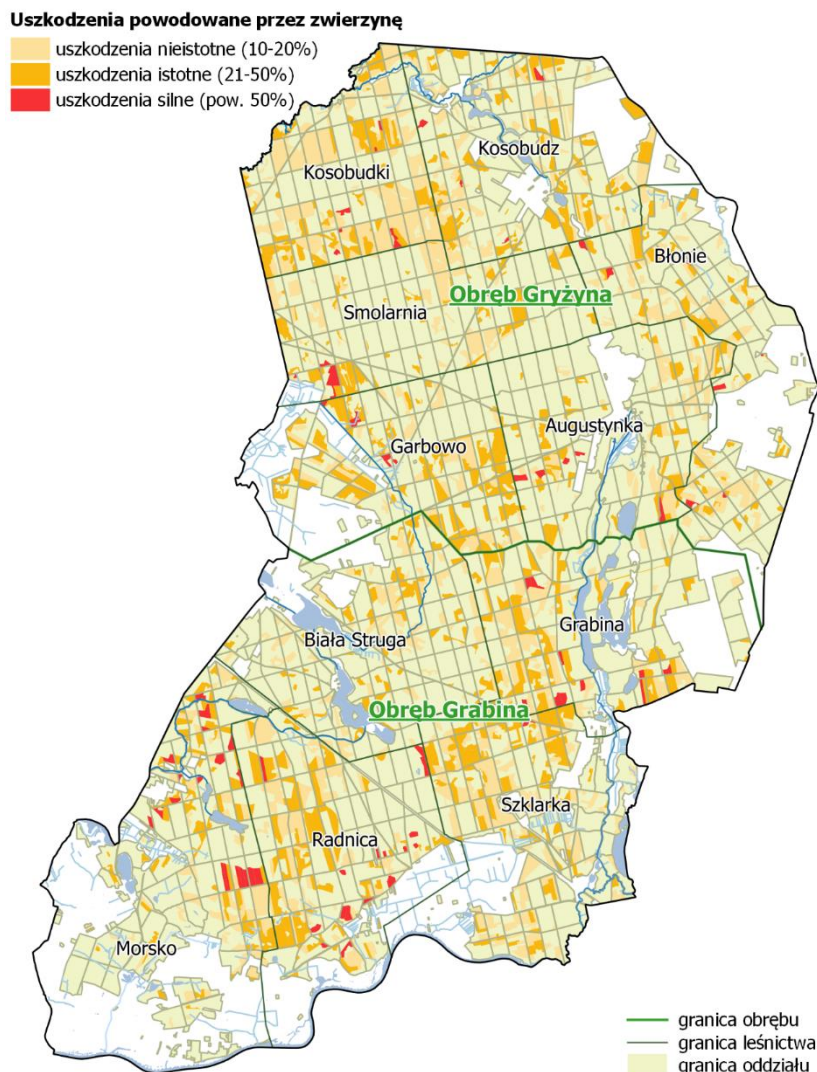 Uszkodzenia powodowane przez zwierzynę
uszkodzenia nieistotne (10-20%)
uszkodzenia istotne (21-50%)
uszkodzenia silne (pow. 50%)
Kosobudz
Kosobudki
Błonie
Obręb Gryżyna
Smolarnia
Augustynka
Garbowo
Grabina
Biała Struga
Obręb Grabina
Szklarka
Radnica
Morsko
granica obrębu
granica leśnictwa
granica oddziału